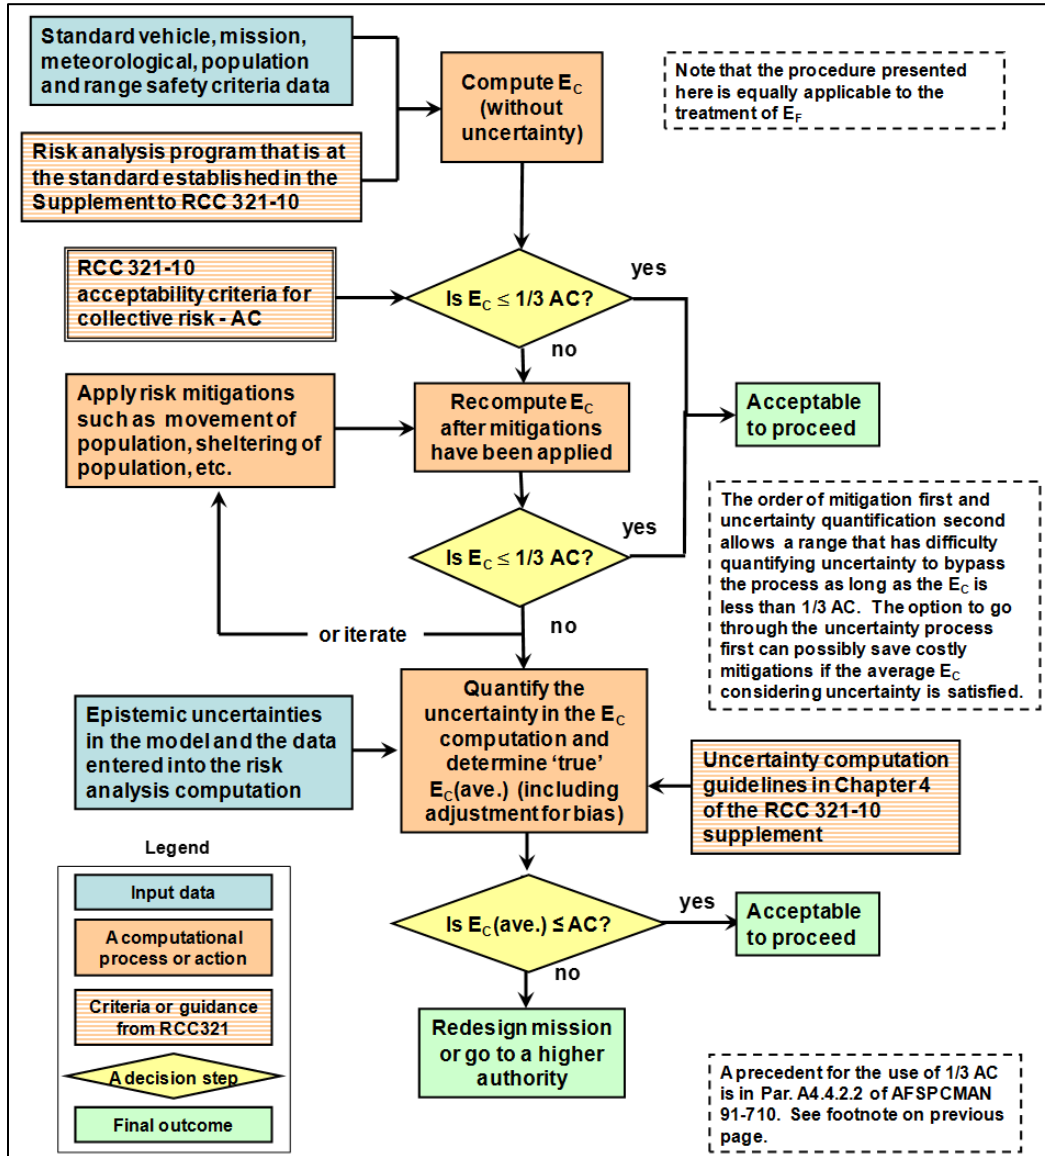 Standard vehicle, mission,
meteorological, population
and range safety criteria data
Compute EC
(without
uncertainty)
Note that the procedure presented
here is equally applicable to the
treatment of EF
Risk analysis program that is at
the standard established in the
Supplement to RCC 321-10
RCC 321-10
acceptability criteria for
collective risk - AC
Is EC ≤ 1/3 AC?
yes
no
Apply risk mitigations
such as movement of
population, sheltering of
population, etc.
Recompute EC
after mitigations
have been applied
Acceptable
to proceed
Is EC ≤ 1/3 AC?
yes
no
or iterate
The order of mitigation first and
uncertainty quantification second
allows a range that has difficulty
quantifying uncertainty to bypass
the process as long as the EC is
less than 1/3 AC. The option to go
through the uncertainty process
first can possibly save costly
mitigations if the average EC
considering uncertainty is satisfied.
Epistemic uncertainties
in the model and the data
entered into the risk
analysis computation
Quantify the
uncertainty in the EC
computation and
determine ‘true’
EC(ave.) (including
adjustment for bias)
Uncertainty computation
guidelines in Chapter 4
of the RCC 321-10
supplement
Is EC(ave.) ≤ AC?
yes
no
Acceptable
to proceed
Redesign mission
or go to a higher
authority
Legend
Input data
A computational
process or action
Criteria or guidance
from RCC321
A decision step
Final outcome
A precedent for the use of 1/3 AC
is in Par. A4.4.2.2 of AFSPCMAN
91-710. See footnote on previous
page.